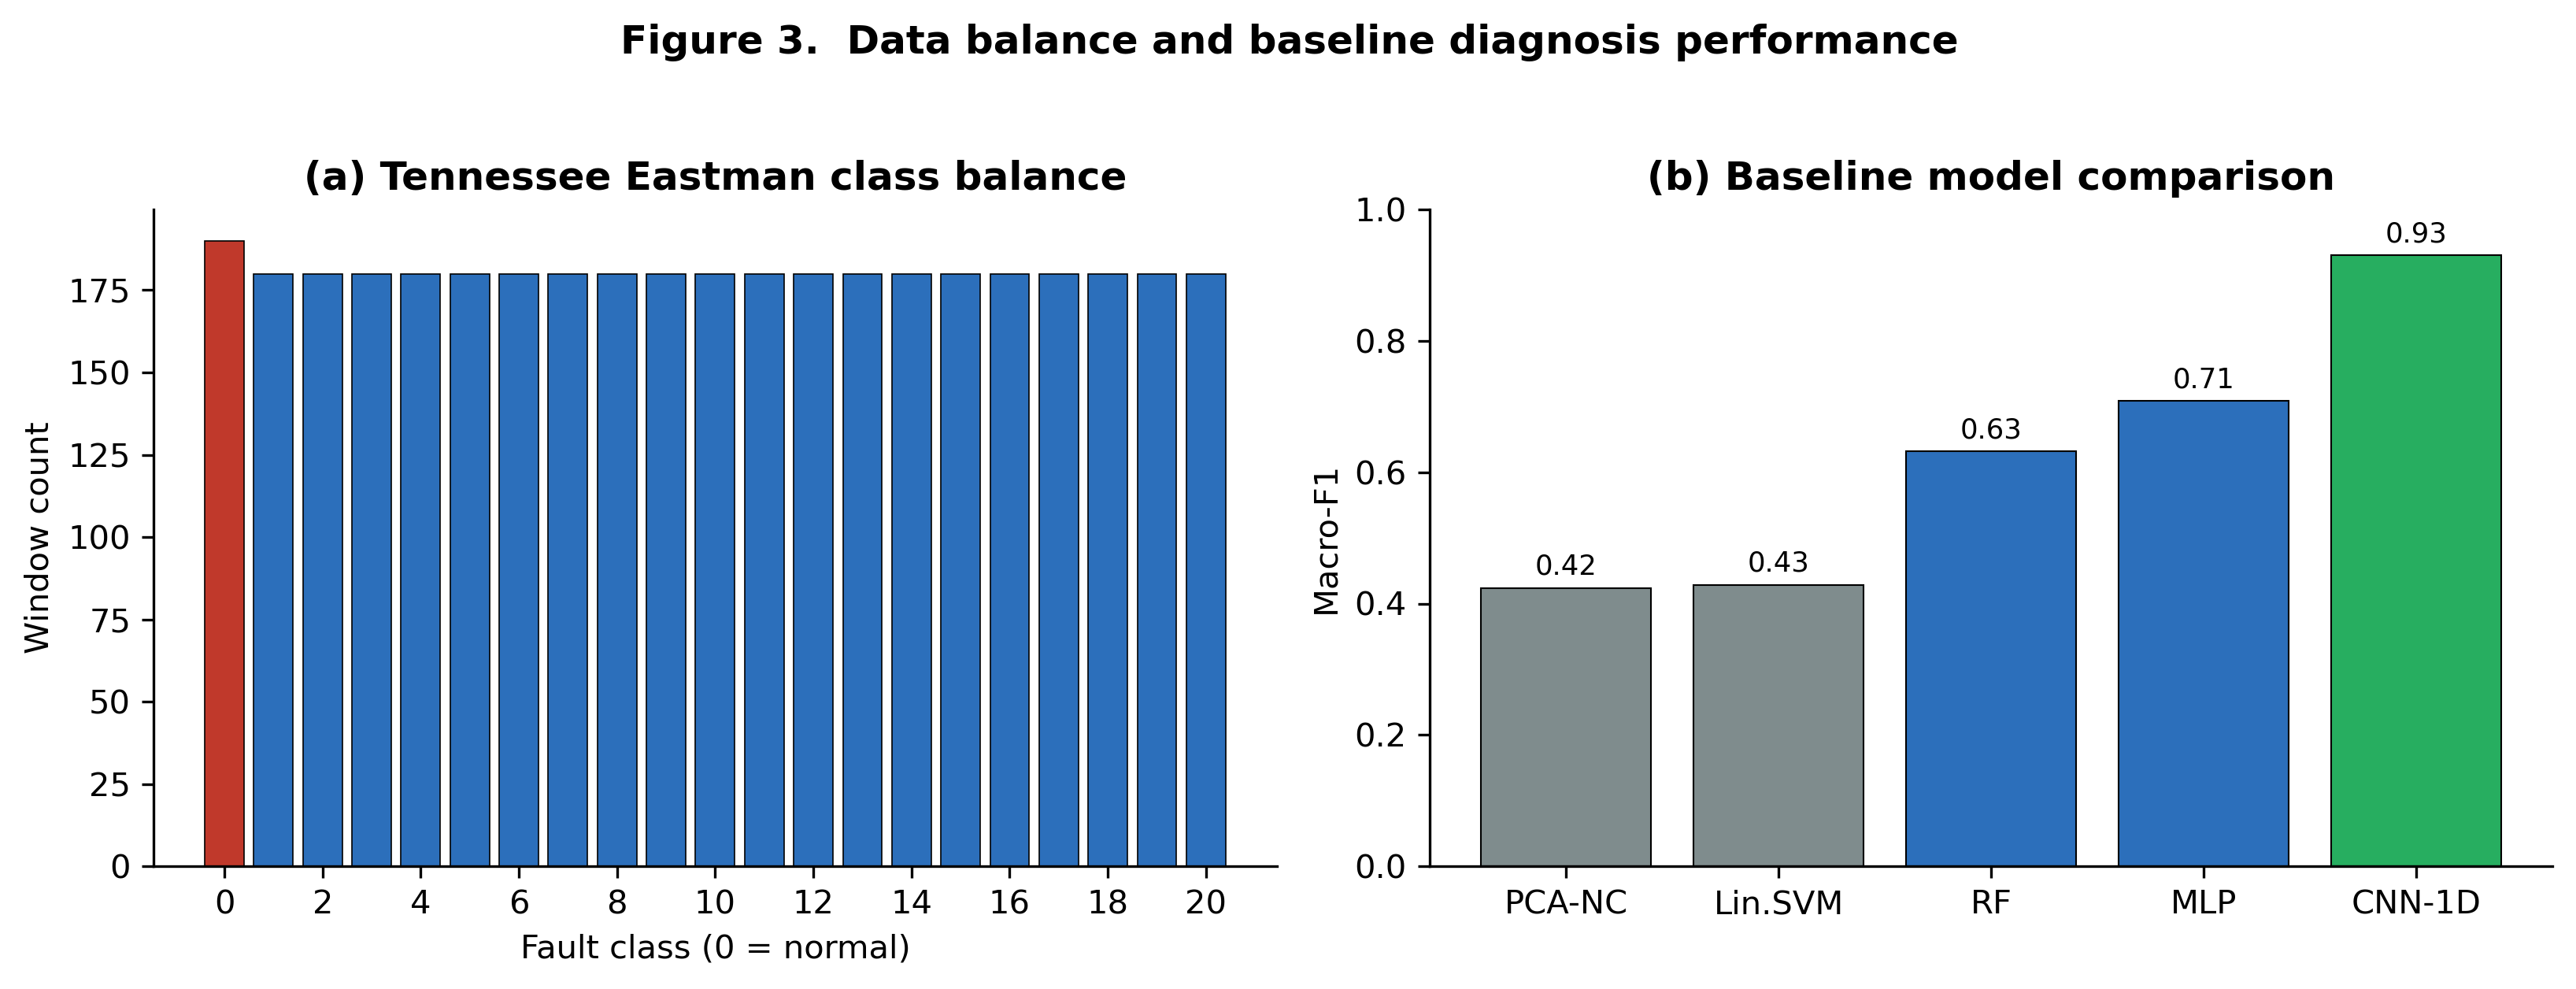 Figure 3.  Data balance and baseline diagnosis performance
(a) Tennessee Eastman class balance
Window count
175
150
125
100
75
50
25
0
0 2 4 6 8 10 12 14 16 18 20
Fault class (0 = normal)
(b) Baseline model comparison
Macro-F1
1.0
0.8
0.6
0.4
0.2
0.0
0.42
0.43
0.63
0.71
0.93
PCA-NC Lin.SVM RF MLP CNN-1D